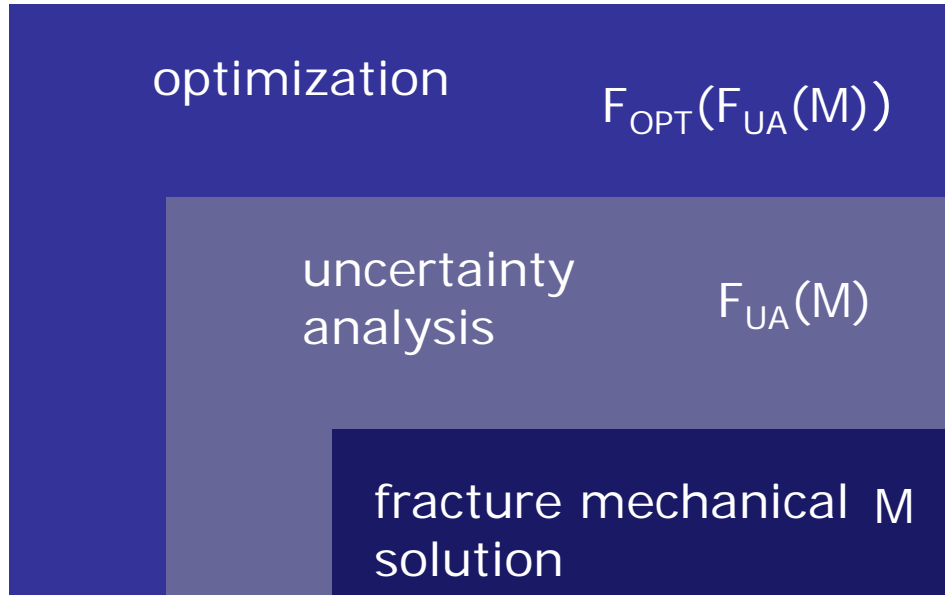 optimization
F_OPT(F_UA(M))
uncertainty
analysis
F_UA(M)
fracture mechanical M
solution